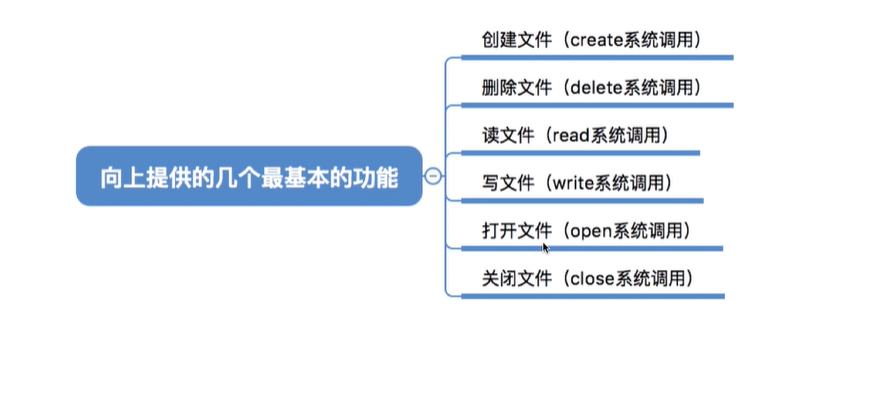 创建文件（create系统调用）
删除文件（delete系统调用）
读文件（read系统调用）
向上提供的几个最基本的功能
写文件（write系统调用）
打开文件（open系统调用）
关闭文件（close系统调用）